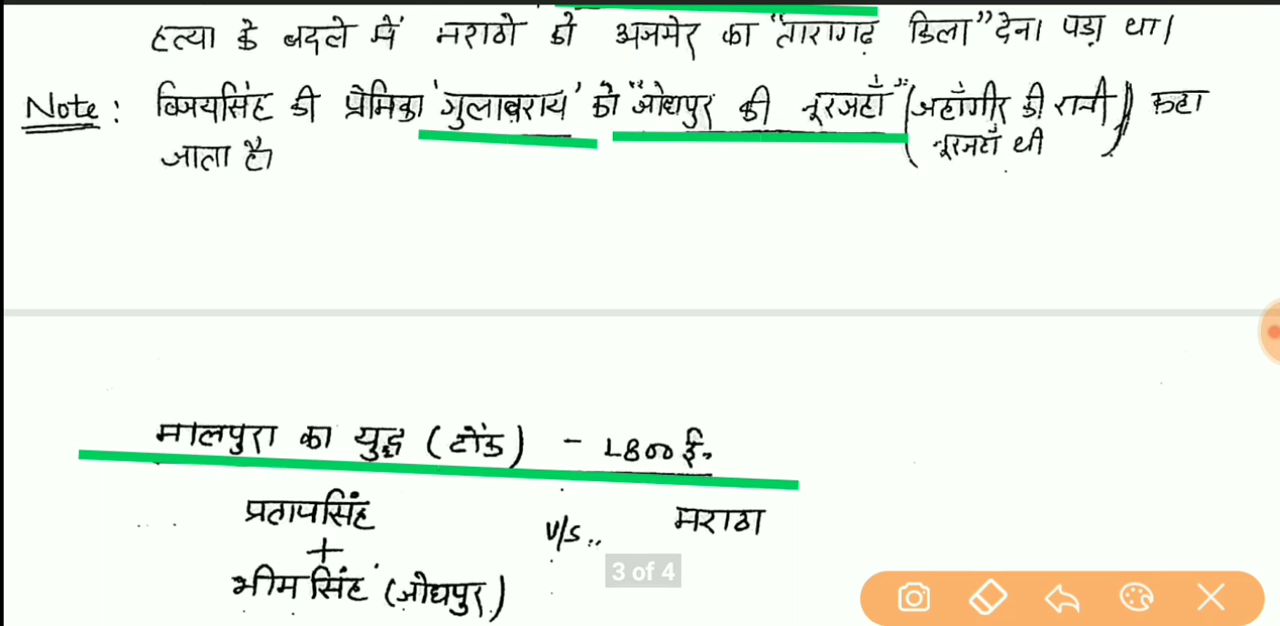 हत्या के बदले में मराठो को अजमेर का "तारागढ़ किला" देना पड़ा था।
Note : विजयसिंह की प्रेमिका 'गुलाबराय' को "जोधपुर की नूरजहाँ" (जहाँगीर की रानी) कहा
जाता है। नूरजहाँ थी
मालपुरा का युद्ध (टोंक) - 1800 ई.
प्रतापसिंह v/s.. मराठा
+
भीमसिंह (जोधपुर)
3 of 4